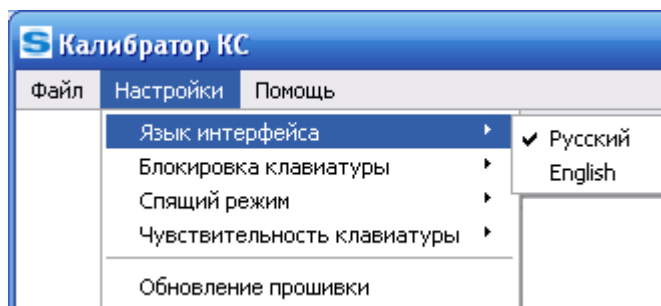 S Калибратор КС
Файл Настройки Помощь
Язык интерфейса
Русский
English
Блокировка клавиатуры
Спящий режим
Чувствительность клавиатуры
Обновление прошивки